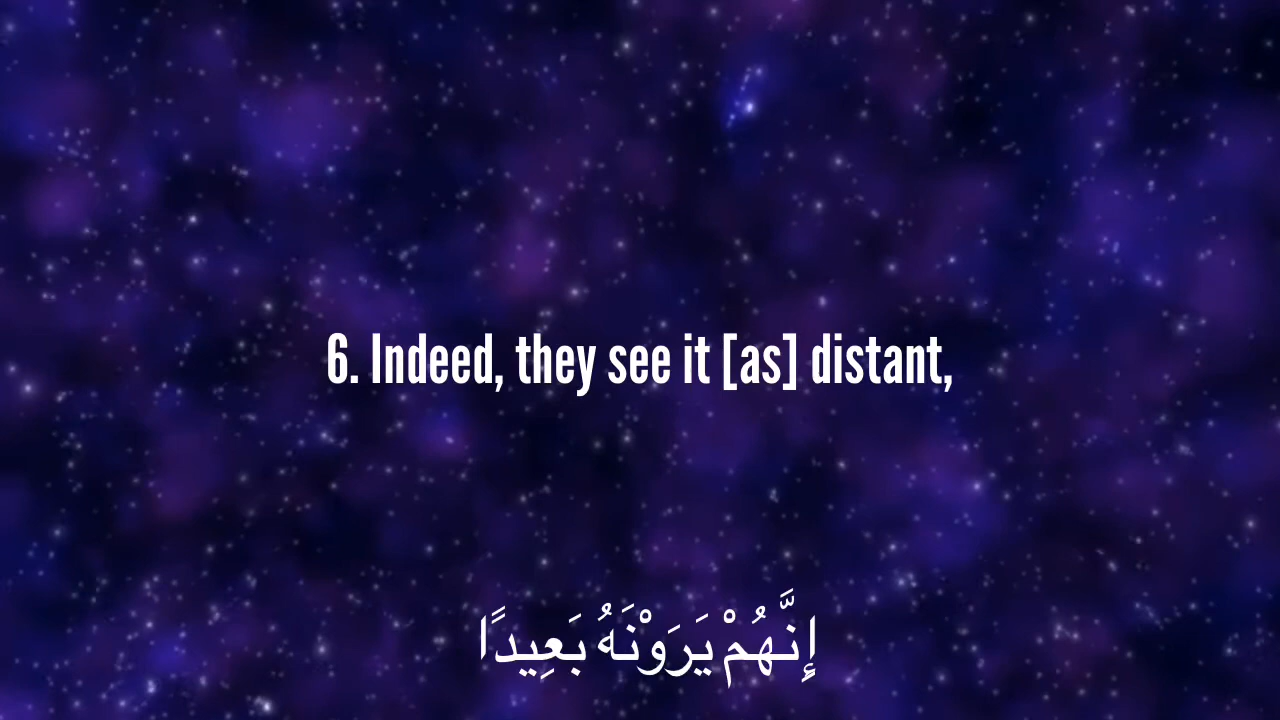 6. Indeed, they see it [as] distant,
إِنَّهُمْ يَرَوْنَهُ بَعِيدًا